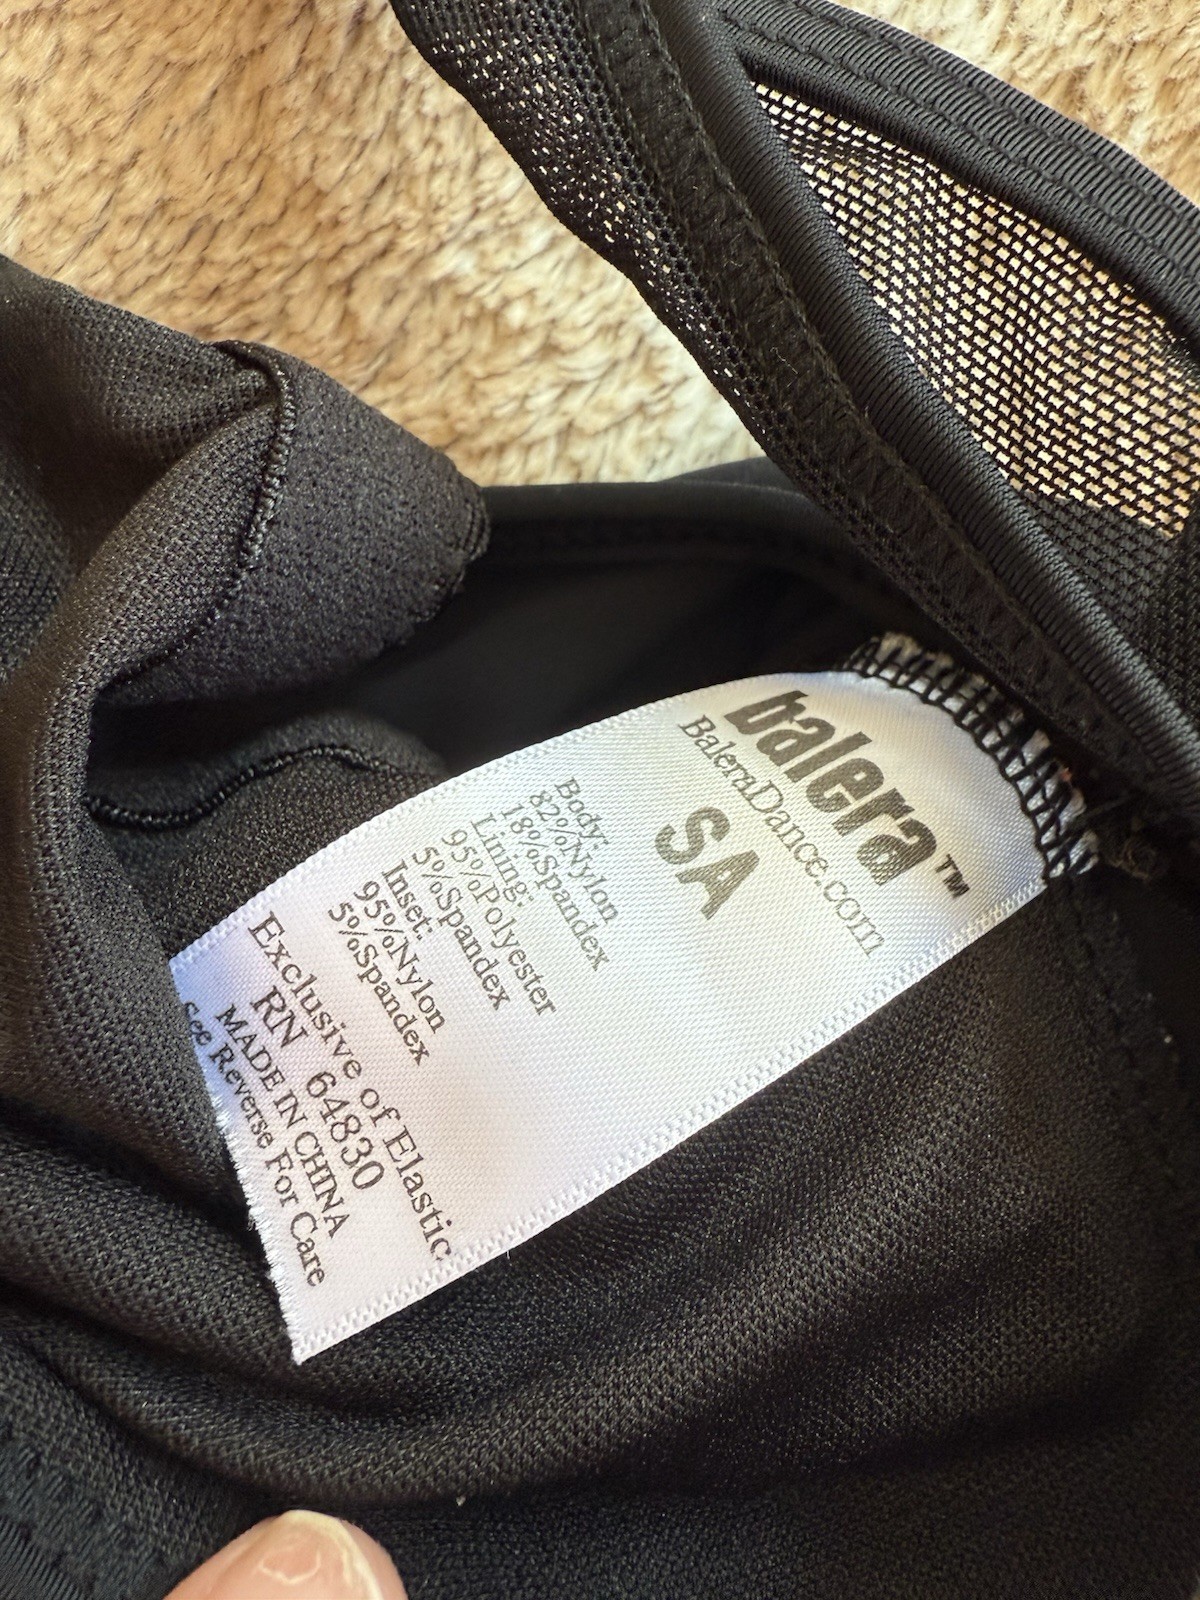 balera™
BaleraDance.com
SA
Body:
82%Nylon
18%Spandex
Lining:
95%Polyester
5%Spandex
Inset:
95%Nylon
5%Spandex
Exclusive of Elastic
RN 64830
MADE IN CHINA
See Reverse For Care